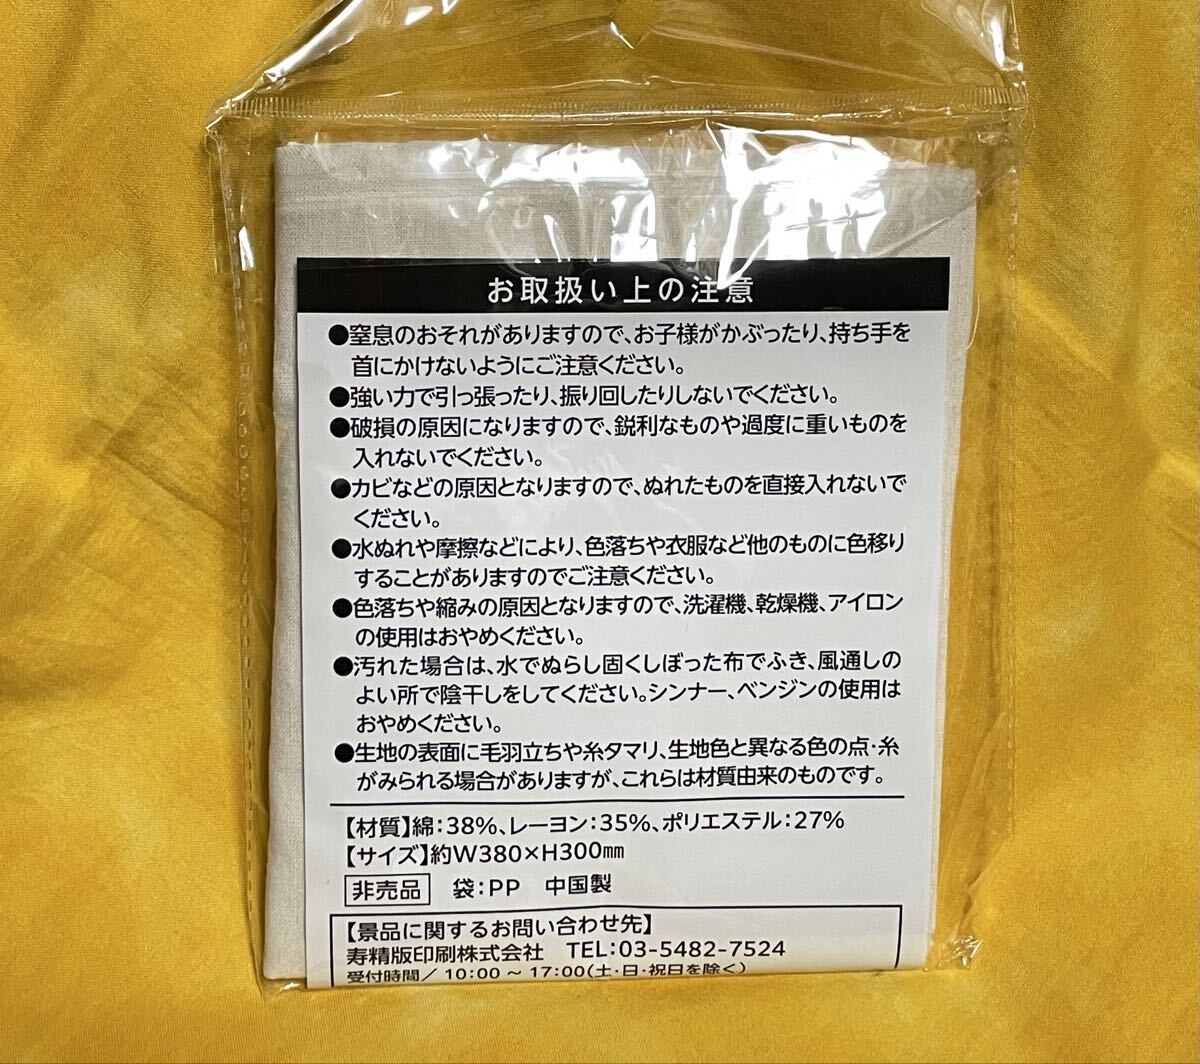 お取扱い上の注意
●窒息のおそれがありますので、お子様がかぶったり、持ち手を
首にかけないようにご注意ください。
●強い力で引っ張ったり、振り回したりしないでください。
●破損の原因になりますので、鋭利なものや過度に重いものを
入れないでください。
●カビなどの原因となりますので、ぬれたものを直接入れないで
ください。
●水ぬれや摩擦などにより、色落ちや衣服など他のものに色移り
することがありますのでご注意ください。
●色落ちや縮みの原因となりますので、洗濯機、乾燥機、アイロン
の使用はおやめください。
●汚れた場合は、水でぬらし固くしぼった布でふき、風通しの
よい所で陰干しをしてください。シンナー、ベンジンの使用は
おやめください。
●生地の表面に毛羽立ちや糸タマリ、生地色と異なる色の点・糸
がみられる場合がありますが、これらは材質由来のものです。
【材質】綿：38%、レーヨン：35%、ポリエステル：27%
【サイズ】約W380×H300㎜
非売品 袋：PP 中国製
【景品に関するお問い合わせ先】
寿精版印刷株式会社 TEL：03-5482-7524
受付時間／10:00～17:00(土・日・祝日を除く)